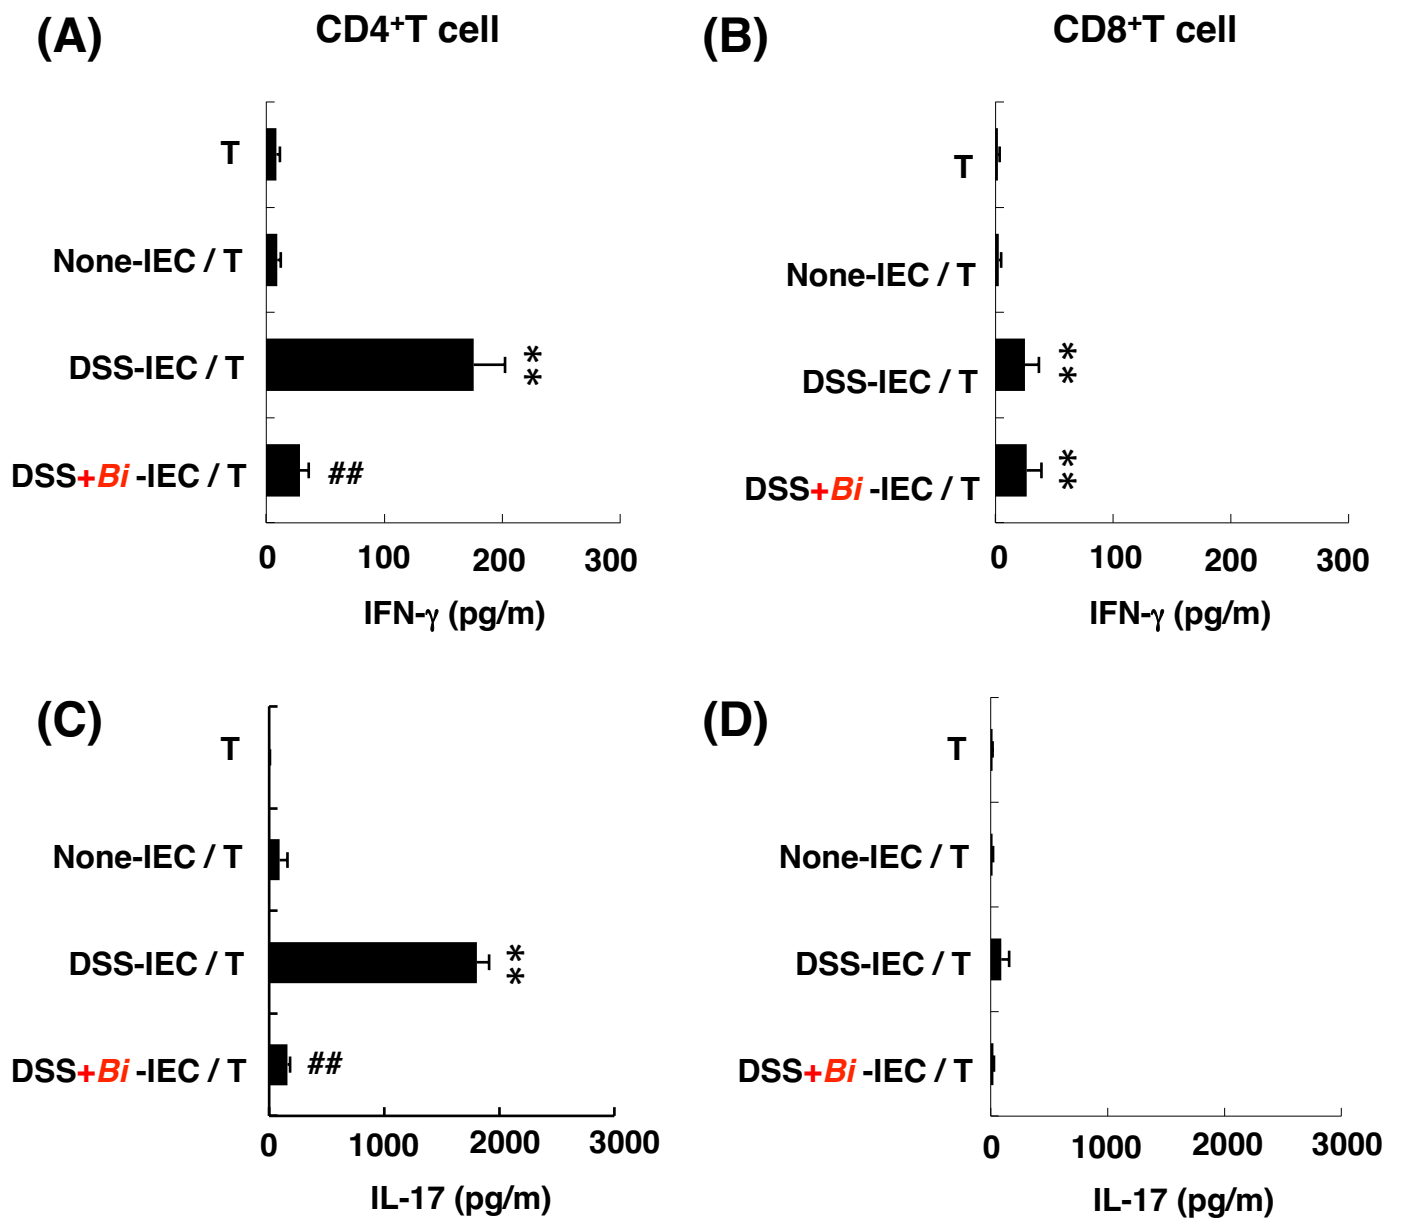 (A) CD4+T cell
T
None-IEC / T
DSS-IEC / T
**
DSS+Bi -IEC / T
##
0 100 200 300
IFN-γ (pg/m)
(B) CD8+T cell
T
None-IEC / T
DSS-IEC / T
**
DSS+Bi -IEC / T
**
0 100 200 300
IFN-γ (pg/m)
(C)
T
None-IEC / T
DSS-IEC / T
**
DSS+Bi -IEC / T
##
0 1000 2000 3000
IL-17 (pg/m)
(D)
T
None-IEC / T
DSS-IEC / T
DSS+Bi -IEC / T
0 1000 2000 3000
IL-17 (pg/m)